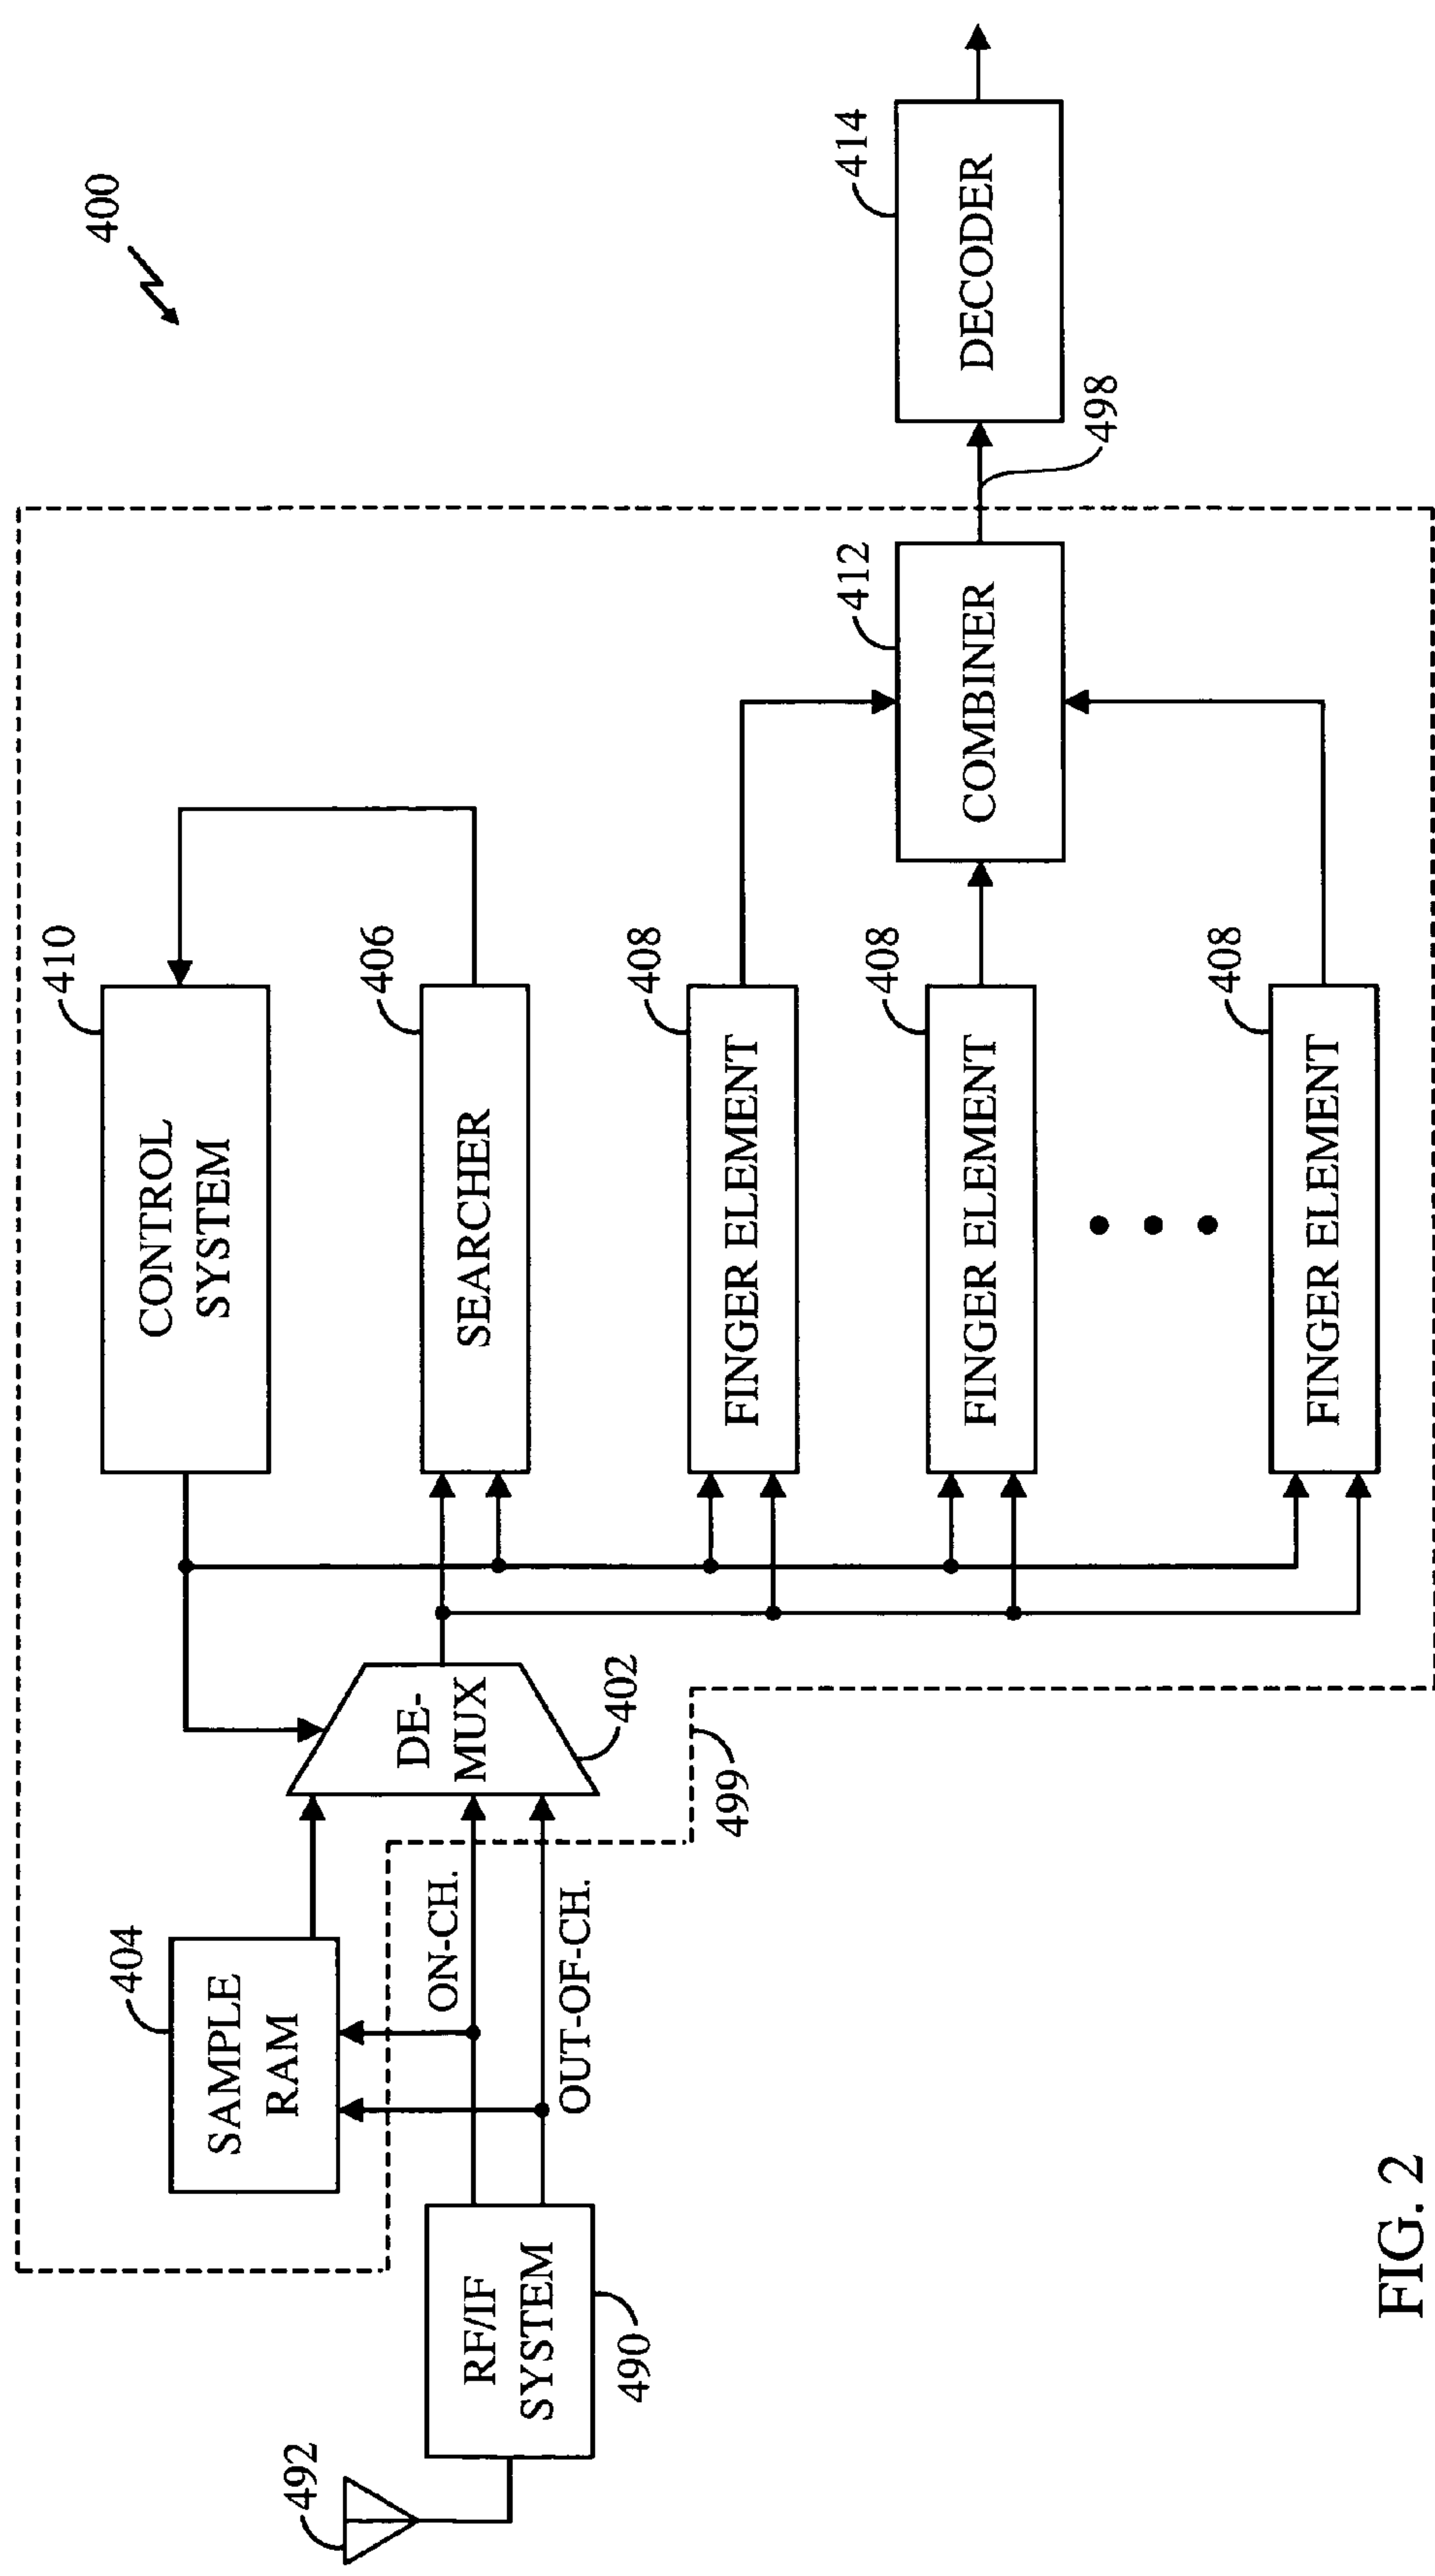 400
410
CONTROL
SYSTEM
404
SAMPLE
RAM
406
SEARCHER
492
RF/IF
SYSTEM
490
ON-CH.
OUT-OF-CH.
DE-
MUX
402
499
408
FINGER ELEMENT
408
FINGER ELEMENT
408
FINGER ELEMENT
412
COMBINER
498
414
DECODER
FIG. 2